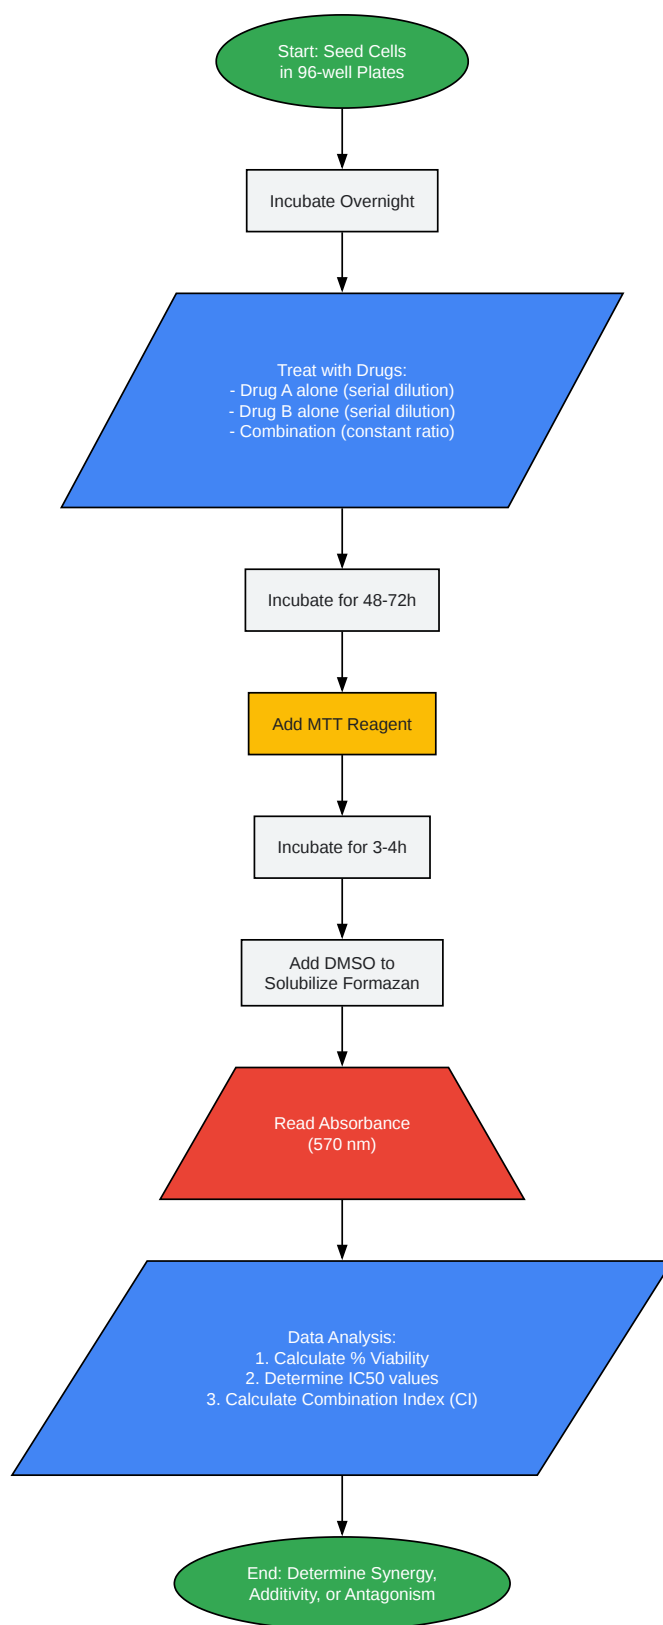 Start: Seed Cells
in 96-well Plates
Incubate Overnight
Treat with Drugs:
- Drug A alone (serial dilution)
- Drug B alone (serial dilution)
- Combination (constant ratio)
Incubate for 48-72h
Add MTT Reagent
Incubate for 3-4h
Add DMSO to
Solubilize Formazan
Read Absorbance
(570 nm)
Data Analysis:
1. Calculate % Viability
2. Determine IC50 values
3. Calculate Combination Index (CI)
End: Determine Synergy,
Additivity, or Antagonism